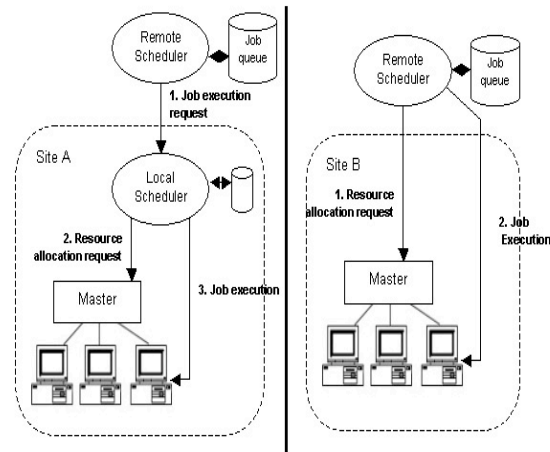 Remote
Scheduler
Job
queue
1. Job execution
request
Site A
Local
Scheduler
2. Resource
allocation request
Master
3. Job execution
Remote
Scheduler
Job
queue
Site B
1. Resource
allocation request
2. Job
Execution
Master